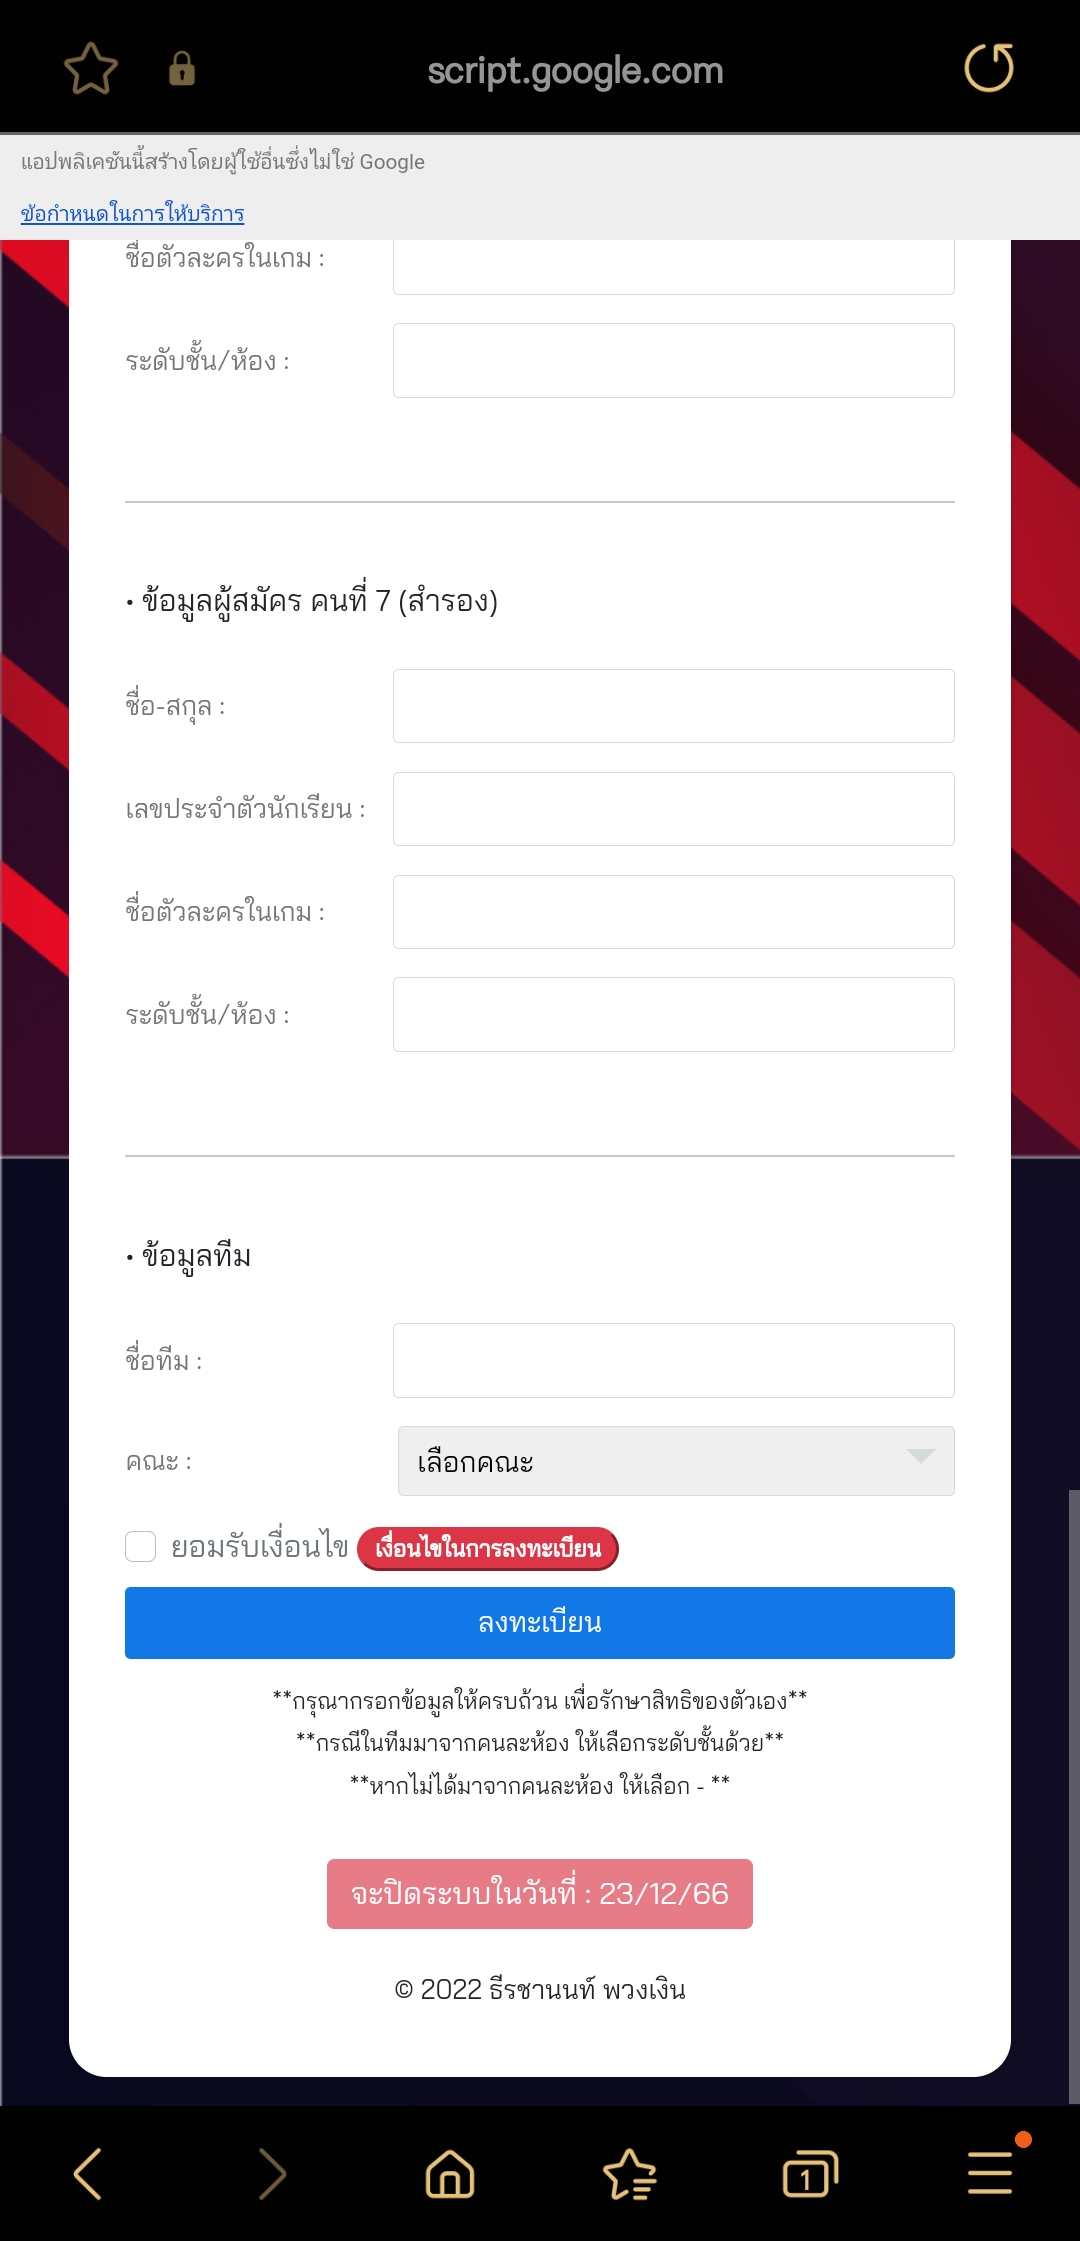 script.google.com
แอปพลิเคชันนี้สร้างโดยผู้ใช้อื่นซึ่งไม่ใช่ Google
ข้อกำหนดในการให้บริการ
ชื่อตัวละครในเกม :
ระดับชั้น/ห้อง :
• ข้อมูลผู้สมัคร คนที่ 7 (สำรอง)
ชื่อ-สกุล :
เลขประจำตัวนักเรียน :
ชื่อตัวละครในเกม :
ระดับชั้น/ห้อง :
• ข้อมูลทีม
ชื่อทีม :
คณะ : เลือกคณะ
ยอมรับเงื่อนไข เงื่อนไขในการลงทะเบียน
ลงทะเบียน
**กรุณากรอกข้อมูลให้ครบถ้วน เพื่อรักษาสิทธิของตัวเอง**
**กรณีในทีมมาจากคนละห้อง ให้เลือกระดับชั้นด้วย**
**หากไม่ได้มาจากคนละห้อง ให้เลือก - **
จะปิดระบบในวันที่ : 23/12/66
© 2022 ธีรชานนท์ พวงเงิน
1